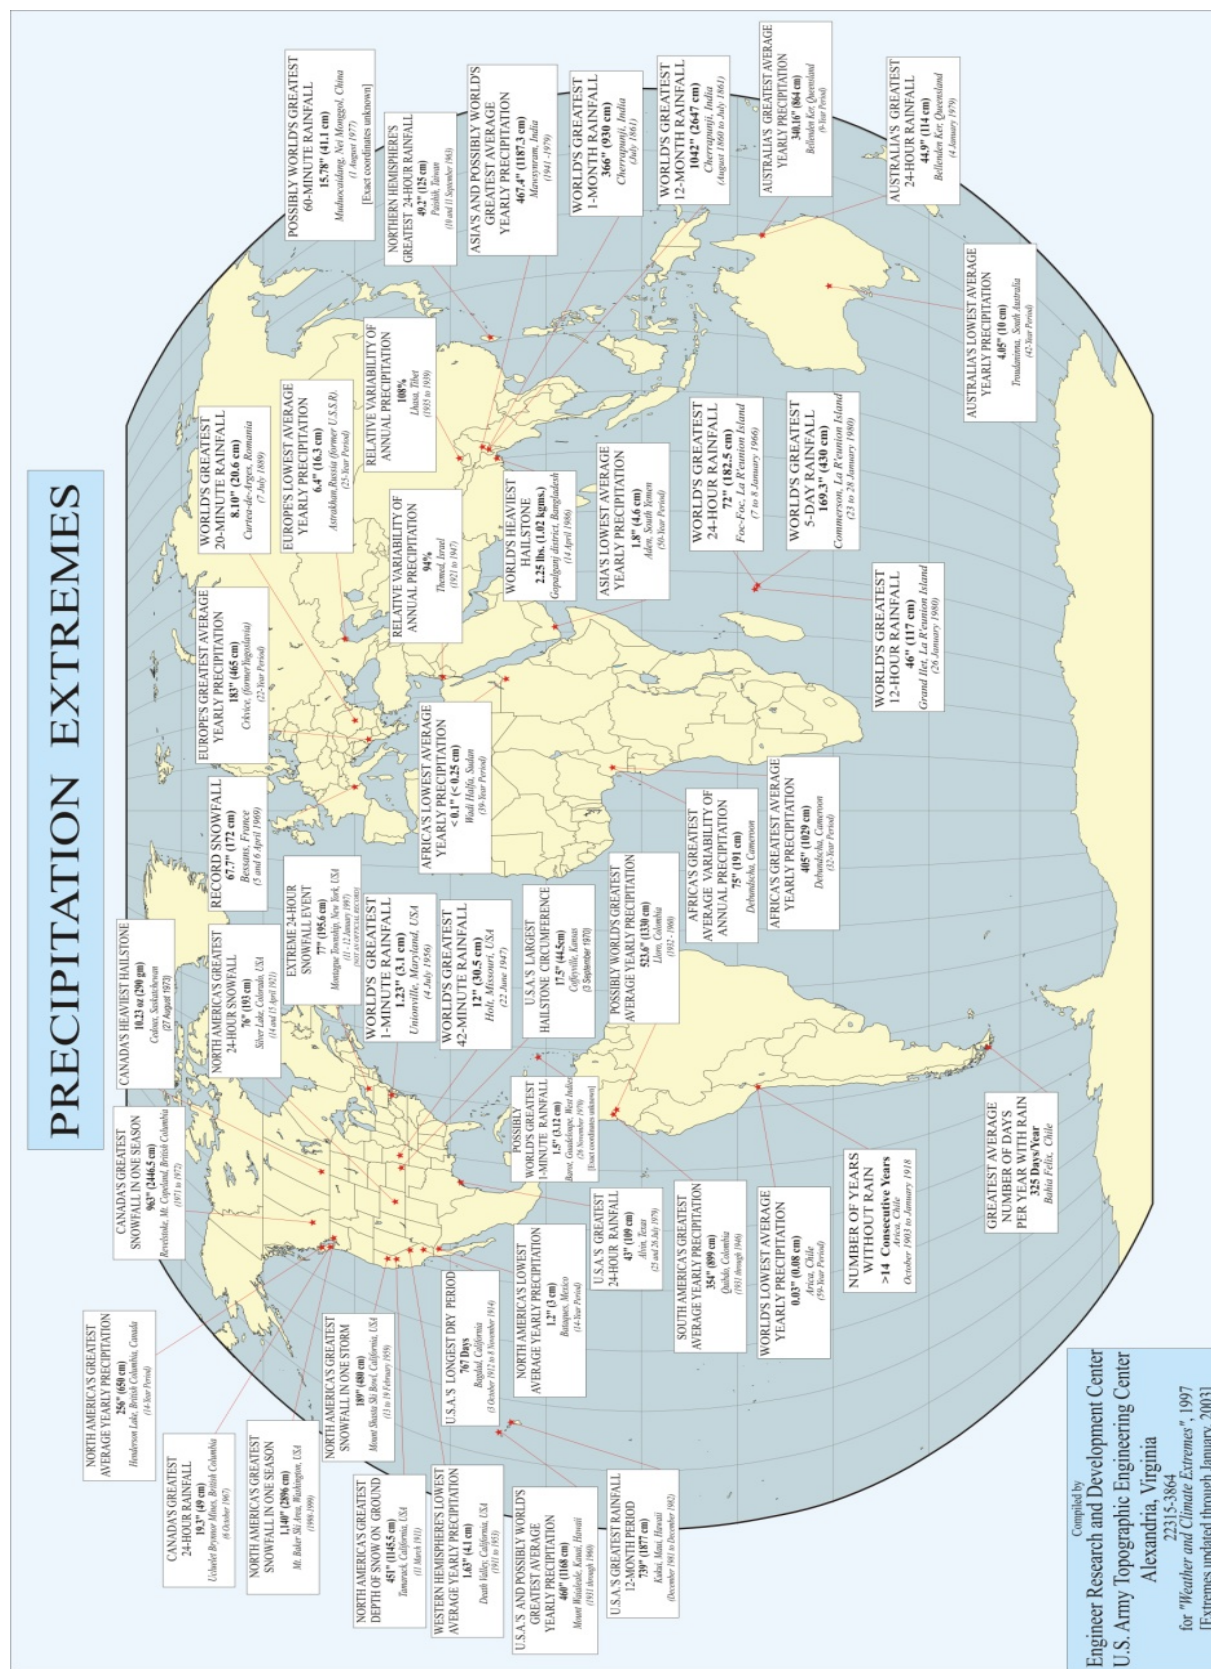 PRECIPITATION EXTREMES
NORTH AMERICA'S GREATEST
AVERAGE YEARLY PRECIPITATION
256" (650 cm)
Henderson Lake, British Columbia, Canada
(14-Year Period)
CANADA'S GREATEST
24-HOUR RAINFALL
19.3" (49 cm)
Ucluelet Brynnor Mines, British Columbia
(6 October 1967)
NORTH AMERICA'S GREATEST
SNOWFALL IN ONE SEASON
1,140" (2896 cm)
Mt. Baker Ski Area, Washington, USA
(1998-1999)
NORTH AMERICA'S GREATEST
SNOWFALL IN ONE STORM
189" (480 cm)
Mount Shasta Ski Bowl, California, USA
(13 to 19 February 1959)
NORTH AMERICA'S GREATEST
DEPTH OF SNOW ON GROUND
451" (1145.5 cm)
Tamarack, California, USA
(11 March 1911)
WESTERN HEMISPHERE'S LOWEST
AVERAGE YEARLY PRECIPITATION
1.63" (4.1 cm)
Death Valley, California, USA
(1911 to 1953)
U.S.A.'S LONGEST DRY PERIOD
767 Days
Bagdad, California
(3 October 1912 to 8 November 1914)
U.S.A.'S AND POSSIBLY WORLD'S
GREATEST AVERAGE
YEARLY PRECIPITATION
460" (1168 cm)
Mount Waialeale, Kauai, Hawaii
(1931 through 1960)
NORTH AMERICA'S LOWEST
AVERAGE YEARLY PRECIPITATION
1.2" (3 cm)
Bataques, Mexico
(14-Year Period)
U.S.A.'S GREATEST RAINFALL
12-MONTH PERIOD
739" (1877 cm)
Kukui, Maui, Hawaii
(December 1981 to December 1982)
CANADA'S GREATEST
SNOWFALL IN ONE SEASON
963" (2446.5 cm)
Revelstoke, Mt. Copeland, British Columbia
(1971 to 1972)
CANADA'S HEAVIEST HAILSTONE
10.23 oz (290 gm)
Cedoux, Saskatchewan
(27 August 1973)
NORTH AMERICA'S GREATEST
24-HOUR SNOWFALL
76" (193 cm)
Silver Lake, Colorado, USA
(14 and 15 April 1921)
EXTREME 24-HOUR
SNOWFALL EVENT
77" (195.6 cm)
Montague Township, New York, USA
(11 - 12 January 1997)
[NOT AN OFFICIAL RECORD]
WORLD'S GREATEST
1-MINUTE RAINFALL
1.23" (3.1 cm)
Unionville, Maryland, USA
(4 July 1956)
WORLD'S GREATEST
42-MINUTE RAINFALL
12" (30.5 cm)
Holt, Missouri, USA
(22 June 1947)
U.S.A.'S LARGEST
HAILSTONE CIRCUMFERENCE
17.5" (44.5cm)
Coffeyville, Kansas
(3 September 1970)
POSSIBLY
WORLD'S GREATEST
1-MINUTE RAINFALL
1.5" (3.12 cm)
Barot, Guadeloupe, West Indies
(26 November 1970)
[Exact coordinates unknown]
U.S.A.'S GREATEST
24-HOUR RAINFALL
43" (109 cm)
Alvin, Texas
(25 and 26 July 1979)
POSSIBLY WORLD'S GREATEST
AVERAGE YEARLY PRECIPITATION
523.6" (1330 cm)
Lloro, Colombia
(1932 - 1960)
SOUTH AMERICA'S GREATEST
AVERAGE YEARLY PRECIPITATION
354" (899 cm)
Quibdo, Colombia
(1931 through 1946)
WORLD'S LOWEST AVERAGE
YEARLY PRECIPITATION
0.03" (0.08 cm)
Arica, Chile
(59-Year Period)
NUMBER OF YEARS
WITHOUT RAIN
>14 Consecutive Years
Arica, Chile
October 1903 to January 1918
GREATEST AVERAGE
NUMBER OF DAYS
PER YEAR WITH RAIN
325 Days/Year
Bahia Felix, Chile
RECORD SNOWFALL
67.7" (172 cm)
Bessans, France
(5 and 6 April 1969)
EUROPE'S GREATEST AVERAGE
YEARLY PRECIPITATION
183" (465 cm)
Crkvice, (former Yugoslavia)
(22-Year Period)
WORLD'S GREATEST
20-MINUTE RAINFALL
8.10" (20.6 cm)
Curtea-de-Arges, Romania
(7 July 1889)
EUROPE'S LOWEST AVERAGE
YEARLY PRECIPITATION
6.4" (16.3 cm)
Astrakhan,Russia (former U.S.S.R).
(25-Year Period)
RELATIVE VARIABILITY OF
ANNUAL PRECIPITATION
108%
Lhasa, Tibet
(1935 to 1939)
RELATIVE VARIABILITY OF
ANNUAL PRECIPITATION
94%
Themed, Israel
(1921 to 1947)
AFRICA'S LOWEST AVERAGE
YEARLY PRECIPITATION
< 0.1" (< 0.25 cm)
Wadi Halfa, Sudan
(39-Year Period)
WORLD'S HEAVIEST
HAILSTONE
2.25 lbs. (1.02 kgms.)
Gopalganj district, Bangladesh
(14 April 1986)
ASIA'S LOWEST AVERAGE
YEARLY PRECIPITATION
1.8" (4.6 cm)
Aden, South Yemen
(50-Year Period)
AFRICA'S GREATEST
AVERAGE VARIABILITY OF
ANNUAL PRECIPITATION
75" (191 cm)
Debundscha, Cameroon
AFRICA'S GREATEST AVERAGE
YEARLY PRECIPITATION
405" (1029 cm)
Debundscha, Cameroon
(32-Year Period)
WORLD'S GREATEST
24-HOUR RAINFALL
72" (182.5 cm)
Foc-Foc, La R'eunion Island
(7 to 8 January 1966)
WORLD'S GREATEST
5-DAY RAINFALL
169.3" (430 cm)
Commerson, La R'eunion Island
(23 to 28 January 1980)
WORLD'S GREATEST
12-HOUR RAINFALL
46" (117 cm)
Grand Ilet, La R'eunion Island
(26 January 1980)
POSSIBLY WORLD'S GREATEST
60-MINUTE RAINFALL
15.78" (41.1 cm)
Muduocaidang, Nei Monggol, China
(1 August 1977)
[Exact coordinates unknown]
NORTHERN HEMISPHERE'S
GREATEST 24-HOUR RAINFALL
49.2" (125 cm)
Paishih, Taiwan
(10 and 11 September 1963)
ASIA'S AND POSSIBLY WORLD'S
GREATEST AVERAGE
YEARLY PRECIPITATION
467.4" (1187.3 cm)
Mawsynram, India
(1941 -1979)
WORLD'S GREATEST
1-MONTH RAINFALL
366" (930 cm)
Cherrapunji, India
(July 1861)
WORLD'S GREATEST
12-MONTH RAINFALL
1042" (2647 cm)
Cherrapunji, India
(August 1860 to July 1861)
AUSTRALIA'S GREATEST AVERAGE
YEARLY PRECIPITATION
340.16" (864 cm)
Bellenden Ker, Queensland
(9-Year Period)
AUSTRALIA'S GREATEST
24-HOUR RAINFALL
44.9" (114 cm)
Bellenden Ker, Queensland
(4 January 1979)
AUSTRALIA'S LOWEST AVERAGE
YEARLY PRECIPITATION
4.05" (10 cm)
Troudaninna, South Australia
(42-Year Period)
Compiled by
Engineer Research and Development Center
U.S. Army Topographic Engineering Center
Alexandria, Virginia
22315-3864
for "Weather and Climate Extremes", 1997
[Extremes updated through January, 2003]